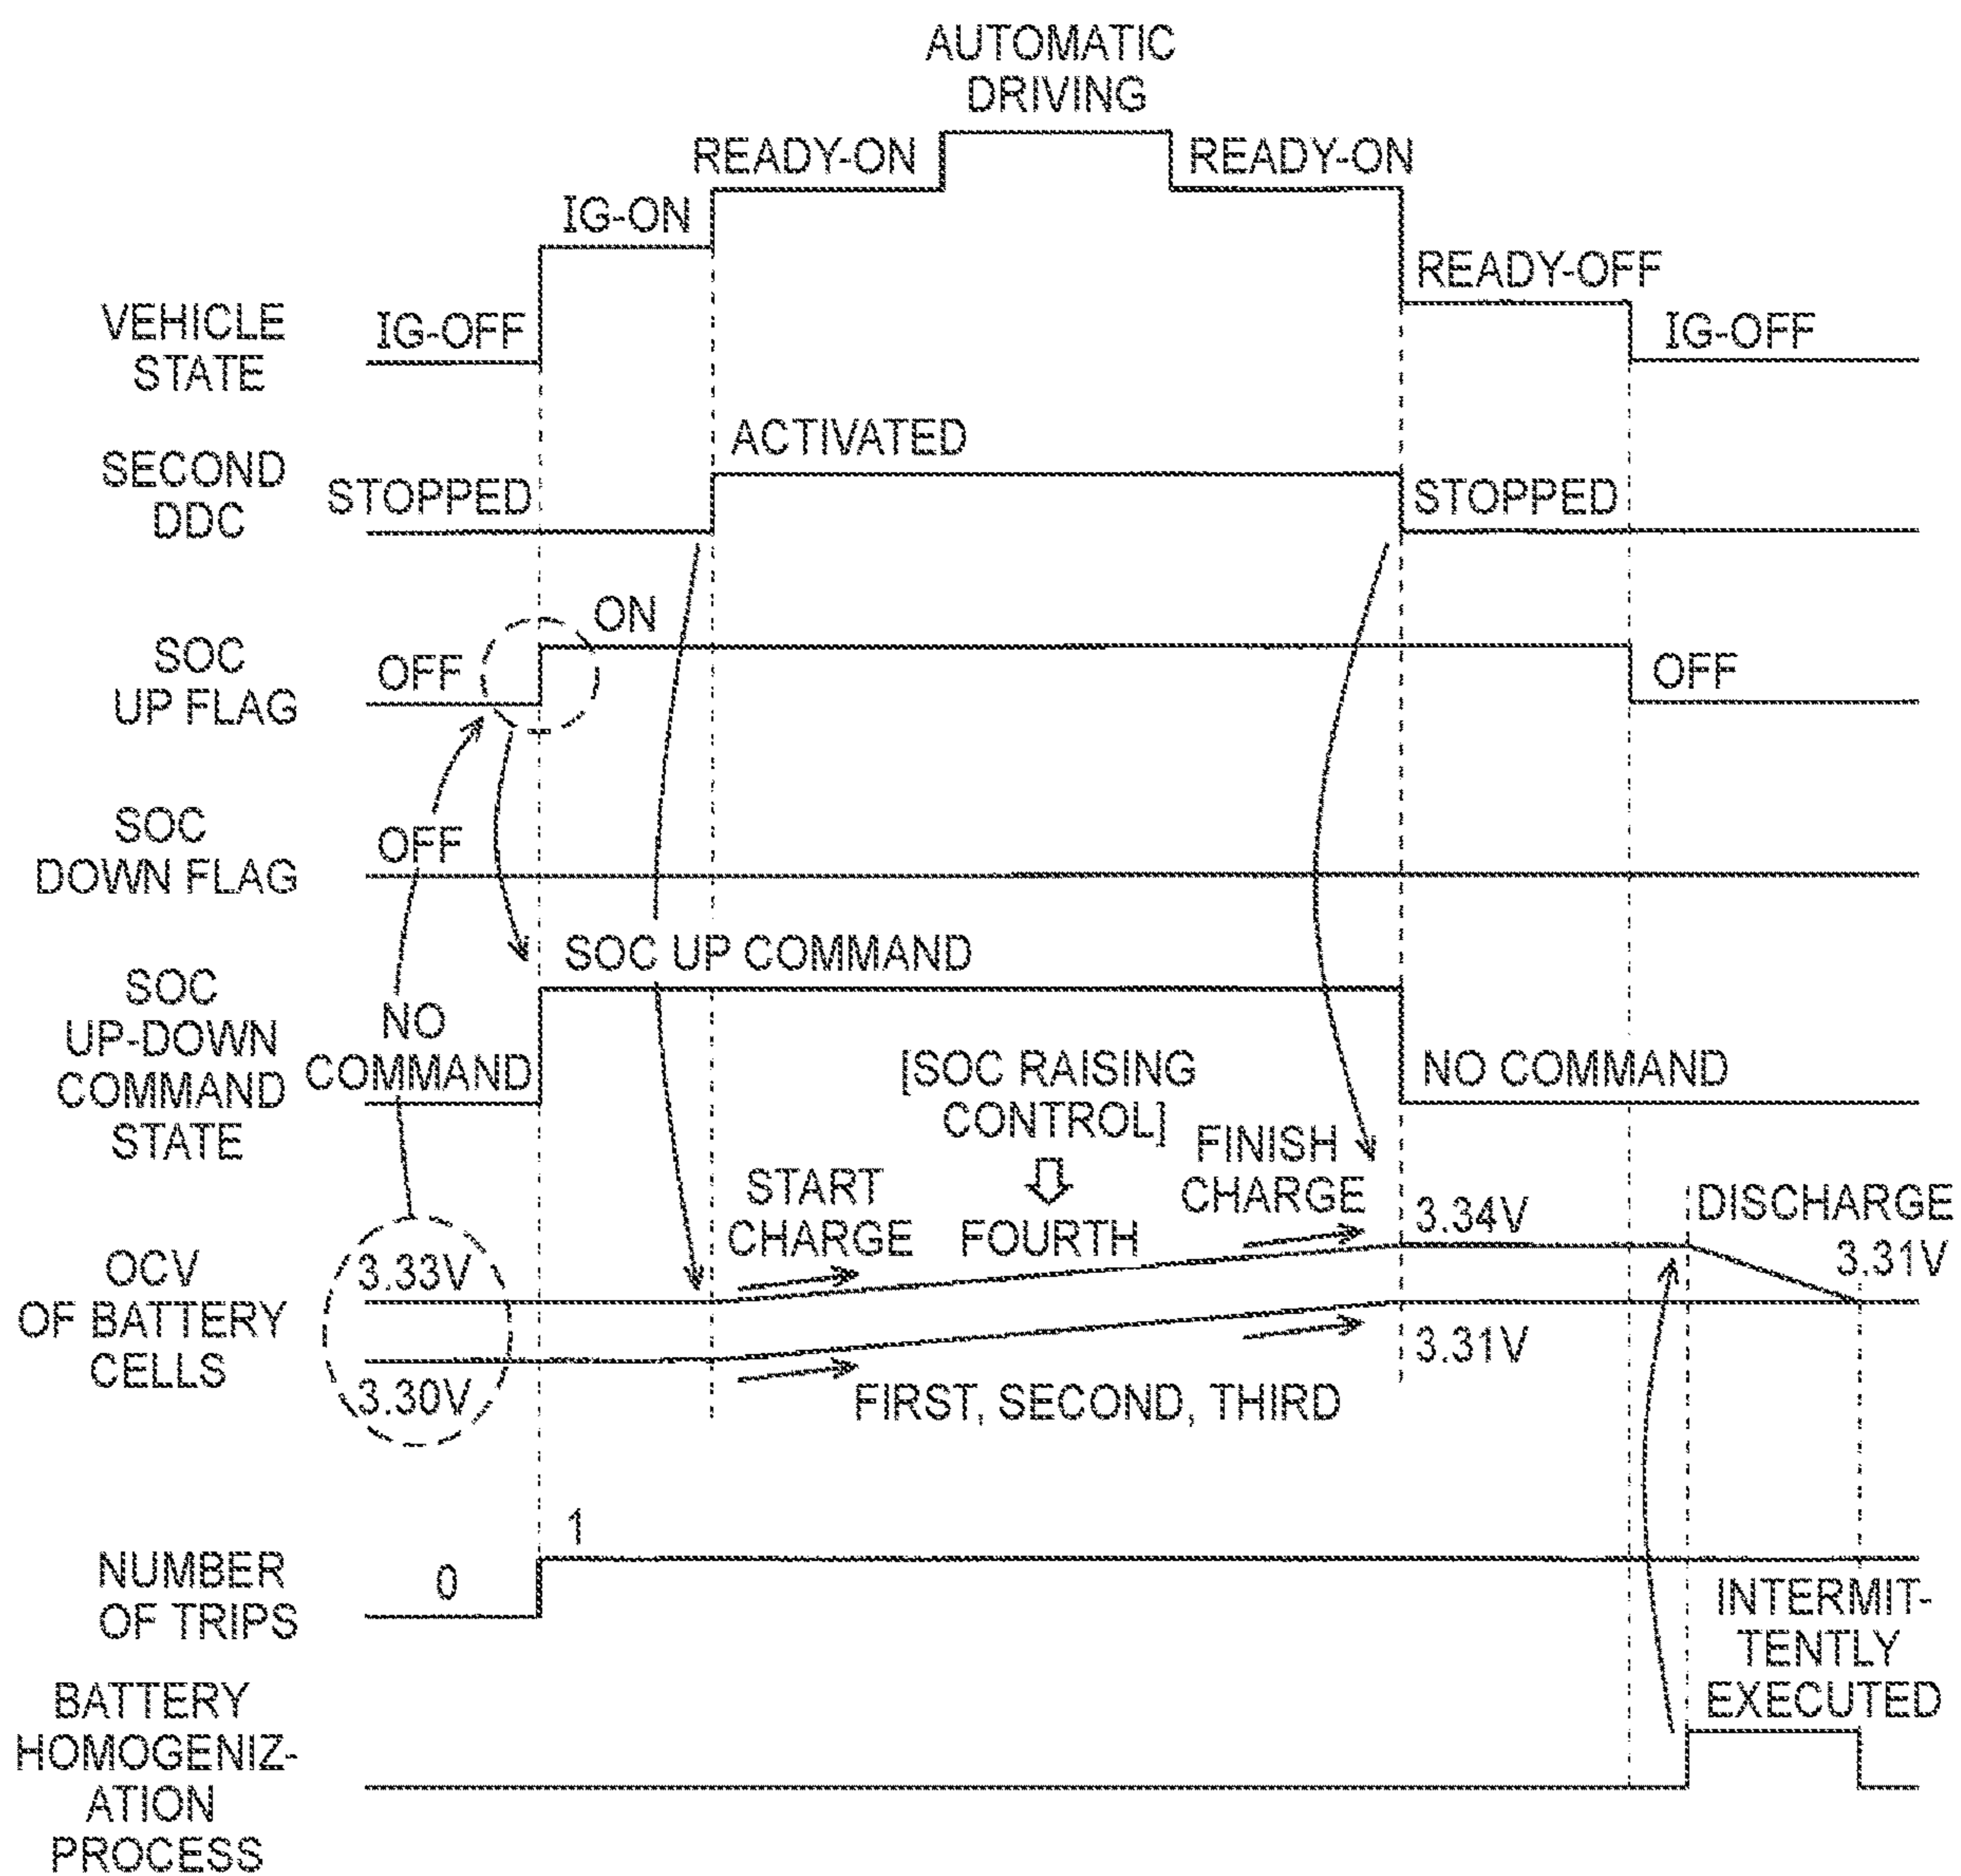 AUTOMATIC
DRIVING
READY-ON
READY-ON
IG-ON
READY-OFF
VEHICLE
STATE
IG-OFF
IG-OFF
SECOND
DDC
STOPPED
ACTIVATED
STOPPED
SOC
UP FLAG
OFF
ON
OFF
SOC
DOWN FLAG
OFF
SOC
UP-DOWN
COMMAND
STATE
NO
COMMAND
SOC UP COMMAND
[SOC RAISING
CONTROL]
NO COMMAND
OCV
OF BATTERY
CELLS
3.33V
3.30V
START
CHARGE
FOURTH
FINISH
CHARGE
3.34V
3.31V
DISCHARGE
3.31V
FIRST, SECOND, THIRD
NUMBER
OF TRIPS
0
1
BATTERY
HOMOGENIZ-
ATION
PROCESS
INTERMIT-
TENTLY
EXECUTED